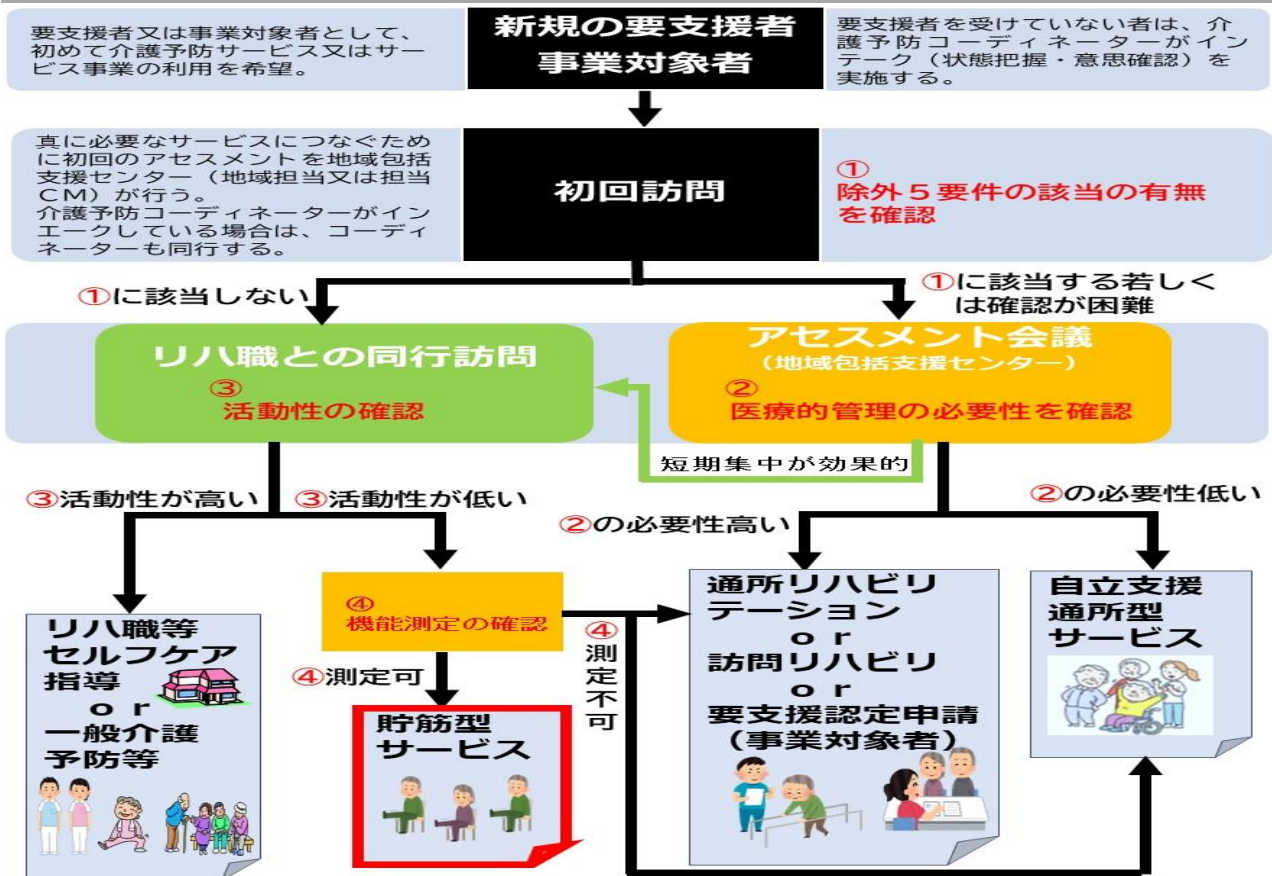 要支援者又は事業対象者として、
初めて介護予防サービス又はサー
ビス事業の利用を希望。
新規の要支援者
事業対象者
要支援者を受けていない者は、介
護予防コーディネーターがイン
テーク（状態把握・意思確認）を
実施する。
真に必要なサービスにつなぐため
に初回のアセスメントを地域包括
支援センター（地域担当又は担当
ＣＭ）が行う。
介護予防コーディネーターがイン
エークしている場合は、コーディ
ネーターも同行する。
初回訪問
①
除外５要件の該当の有無
を確認
①に該当しない
①に該当する若しく
は確認が困難
リハ職との同行訪問
③
活動性の確認
アセスメント会議
（地域包括支援センター）
②
医療的管理の必要性を確認
短期集中が効果的
③活動性が高い
③活動性が低い
②の必要性高い
②の必要性低い
リハ職等
セルフケア
指導
or
一般介護
予防等
④
機能測定の確認
④測定可
④測定不可
貯筋型
サービス
通所リハビリ
テーション
or
訪問リハビリ
or
要支援認定申請
（事業対象者）
自立支援
通所型
サービス